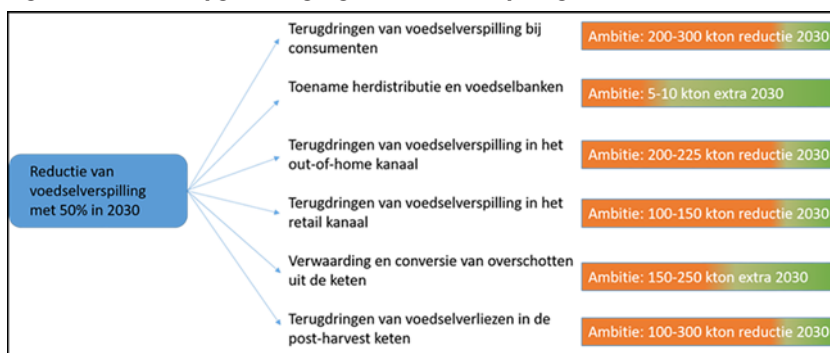 Terugdringen van voedselverspilling bij
consumenten
Ambitie: 200-300 kton reductie 2030
Toename herdistributie en voedselbanken
Ambitie: 5-10 kton extra 2030
Terugdringen van voedselverspilling in het
out-of-home kanaal
Ambitie: 200-225 kton reductie 2030
Reductie van
voedselverspilling
met 50% in 2030
Terugdringen van voedselverspilling in het
retail kanaal
Ambitie: 100-150 kton reductie 2030
Verwaarding en conversie van overschotten
uit de keten
Ambitie: 150-250 kton extra 2030
Terugdringen van voedselverliezen in de
post-harvest keten
Ambitie: 100-300 kton reductie 2030